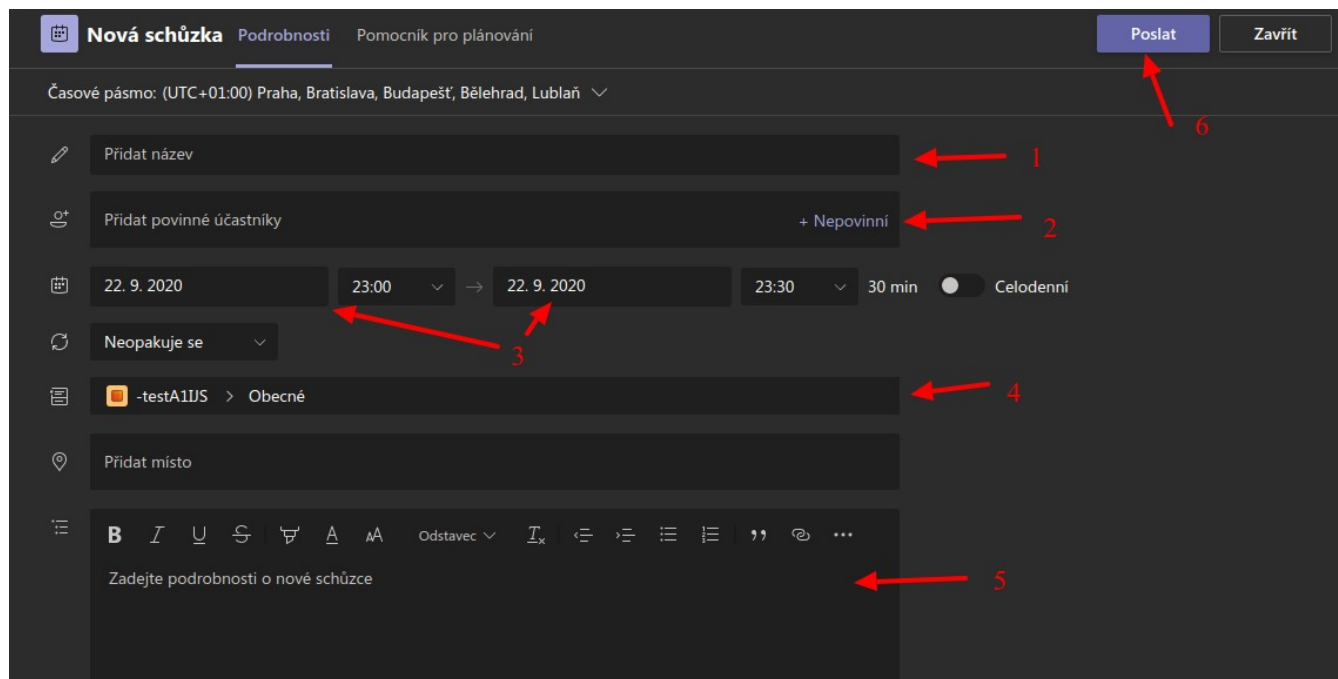 Nová schůzka Podrobnosti Pomocník pro plánování Poslat Zavřít
Časové pásmo: (UTC+01:00) Praha, Bratislava, Budapešť, Bělehrad, Lublaň
6
Přidat název 1
Přidat povinné účastníky + Nepovinní 2
22. 9. 2020 23:00 → 22. 9. 2020 23:30 30 min Celodenní
Neopakuje se 3
-testA1IJS > Obecné 4
Přidat místo
B I U S A AA Odstavec Tx ,, ...
Zadejte podrobnosti o nové schůzce 5